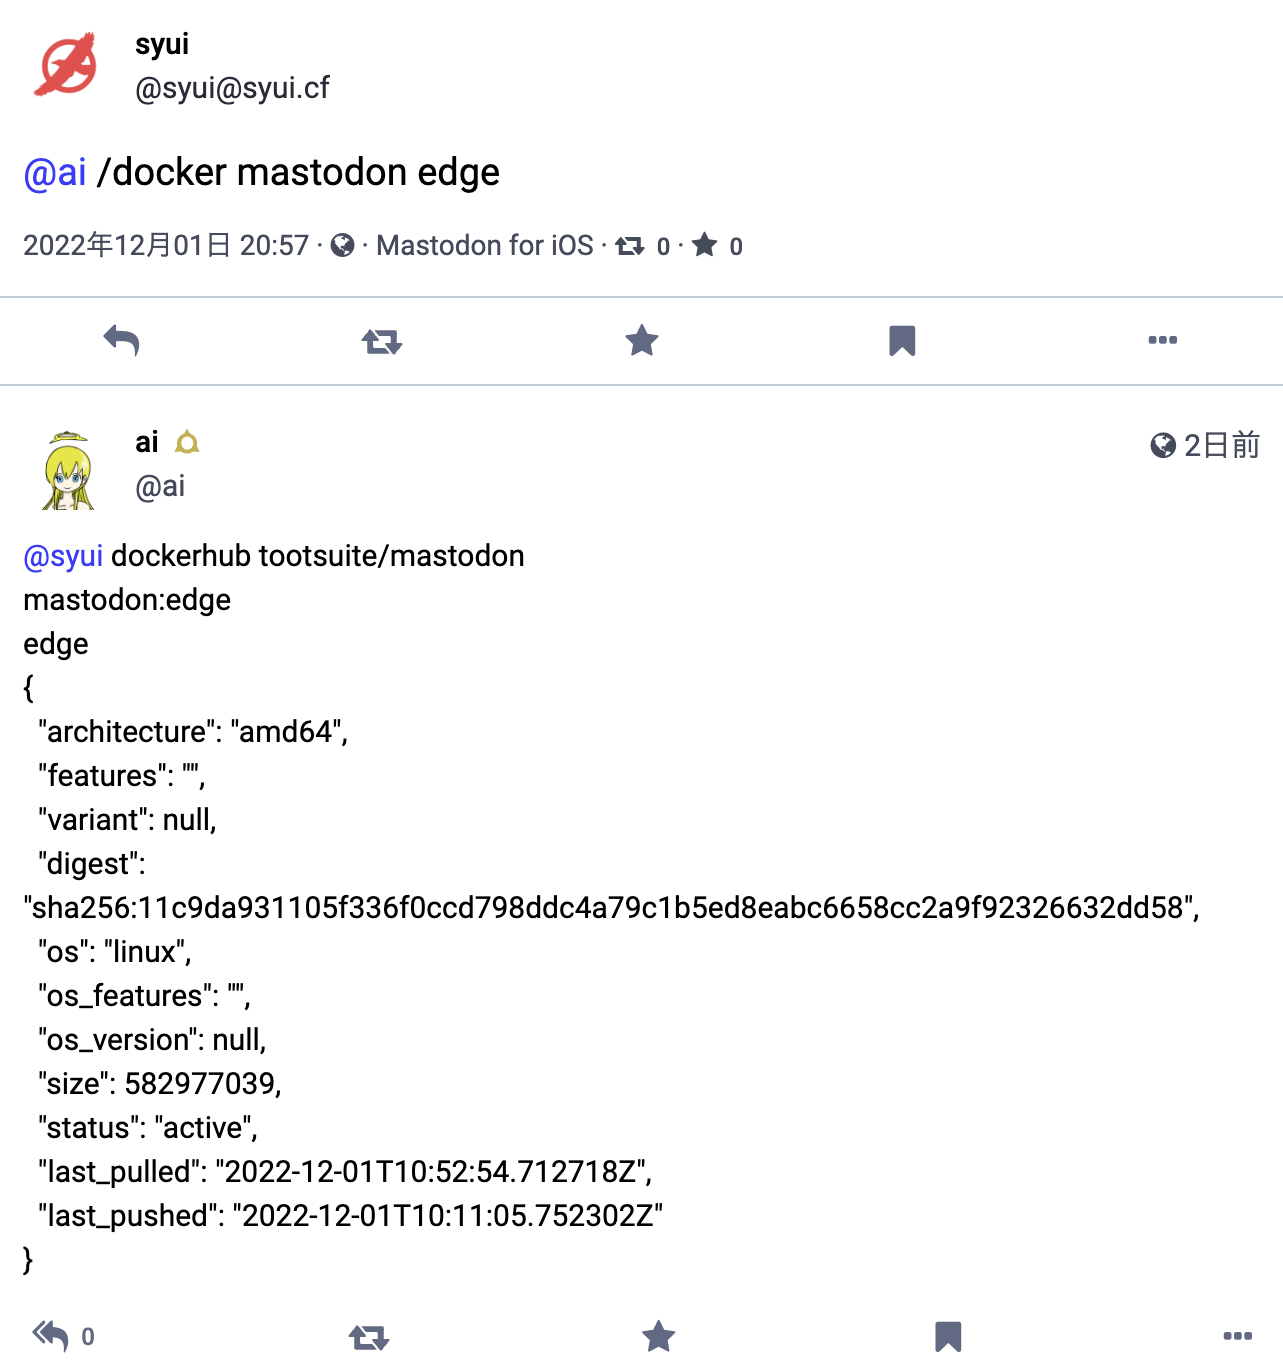 syui
@syui@syui.cf
@ai /docker mastodon edge
2022年12月01日 20:57 · · Mastodon for iOS · 0 · 0
ai
@ai
2日前
@syui dockerhub tootsuite/mastodon
mastodon:edge
edge
{
"architecture": "amd64",
"features": "",
"variant": null,
"digest":
"sha256:11c9da931105f336f0ccd798ddc4a79c1b5ed8eabc6658cc2a9f92326632dd58",
"os": "linux",
"os_features": "",
"os_version": null,
"size": 582977039,
"status": "active",
"last_pulled": "2022-12-01T10:52:54.712718Z",
"last_pushed": "2022-12-01T10:11:05.752302Z"
}
0